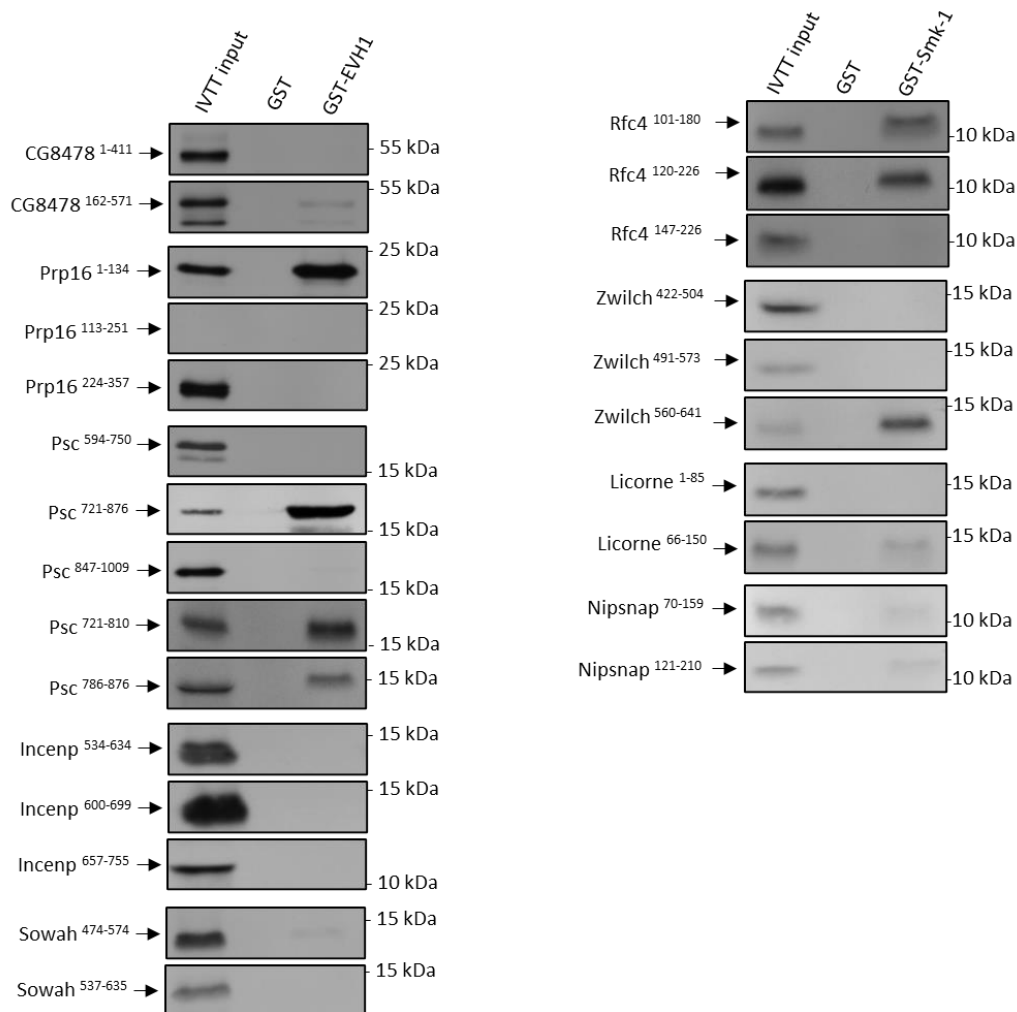 IVTT input
GST
GST-EVH1
CG8478 1-411
55 kDa
CG8478 162-571
55 kDa
Prp16 1-134
25 kDa
Prp16 113-251
25 kDa
Prp16 224-357
25 kDa
Psc 594-750
15 kDa
Psc 721-876
15 kDa
Psc 847-1009
15 kDa
Psc 721-810
15 kDa
Psc 786-876
15 kDa
Incenp 534-634
15 kDa
Incenp 600-699
15 kDa
Incenp 657-755
10 kDa
Sowah 474-574
15 kDa
Sowah 537-635
15 kDa
IVTT input
GST
GST-Smk-1
Rfc4 101-180
10 kDa
Rfc4 120-226
10 kDa
Rfc4 147-226
10 kDa
Zwilch 422-504
15 kDa
Zwilch 491-573
15 kDa
Zwilch 560-641
15 kDa
Licorne 1-85
15 kDa
Licorne 66-150
15 kDa
Nipsnap 70-159
10 kDa
Nipsnap 121-210
10 kDa